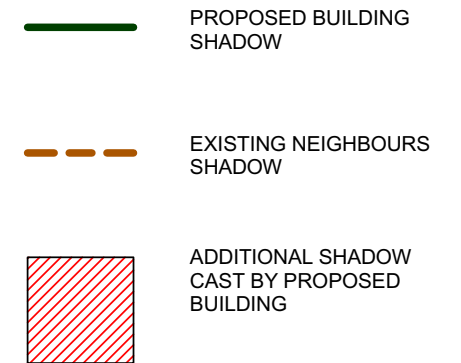 PROPOSED BUILDING
SHADOW
EXISTING NEIGHBOURS
SHADOW
ADDITIONAL SHADOW
CAST BY PROPOSED
BUILDING